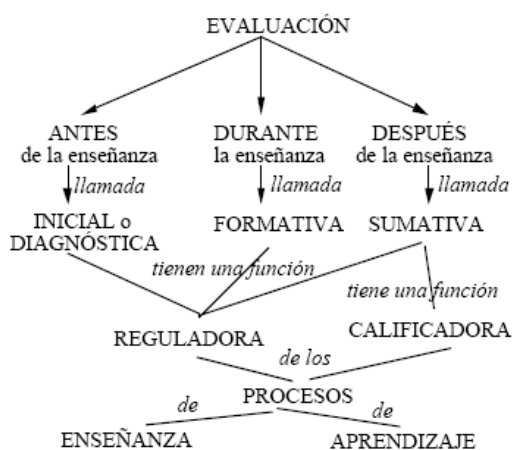 EVALUACIÓN
ANTES DURANTE DESPUÉS
de la enseñanza la enseñanza de la enseñanza
llamada llamada llamada
INICIAL o FORMATIVA SUMATIVA
DIAGNÓSTICA
tienen una función
tiene una función
REGULADORA CALIFICADORA
de los
PROCESOS
de de
ENSEÑANZA APRENDIZAJE